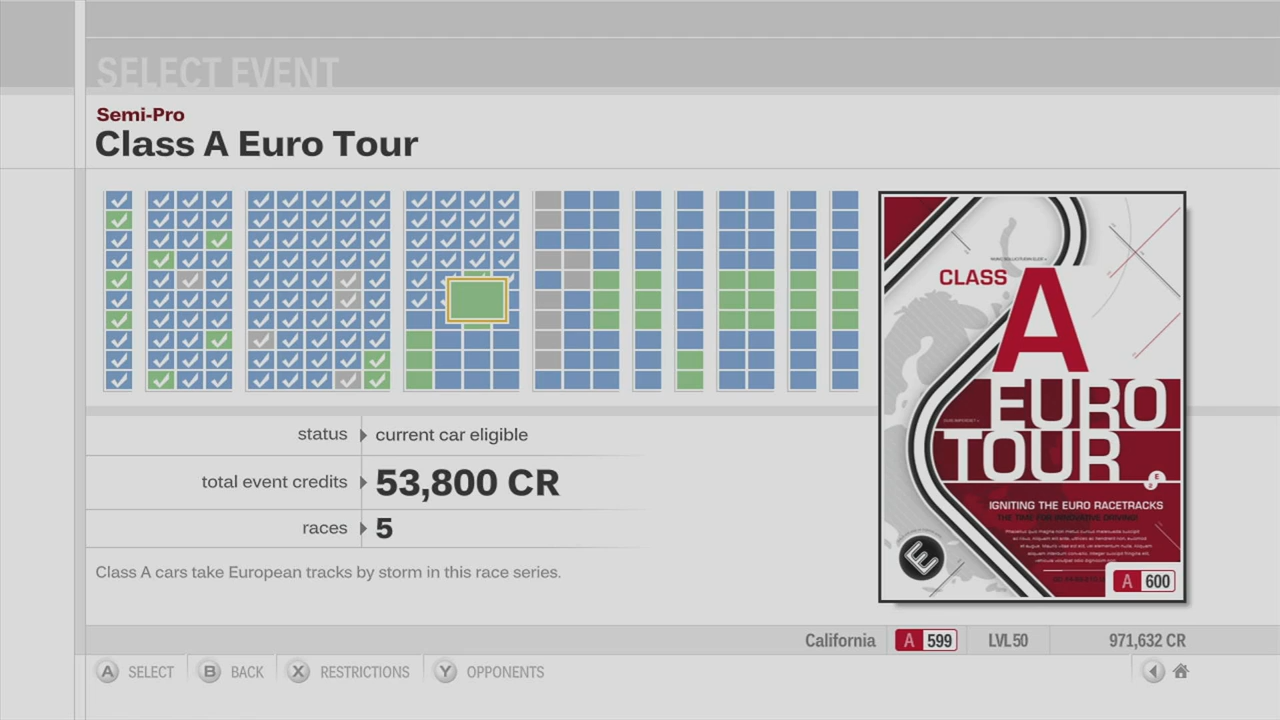 SELECT EVENT
Semi-Pro
Class A Euro Tour
CLASS
A
EURO
TOUR
IGNITING THE EURO RACETRACKS
E
A 600
status current car eligible
total event credits 53,800 CR
races 5
Class A cars take European tracks by storm in this race series.
California A 599 LVL50 971,632 CR
A SELECT B BACK X RESTRICTIONS Y OPPONENTS